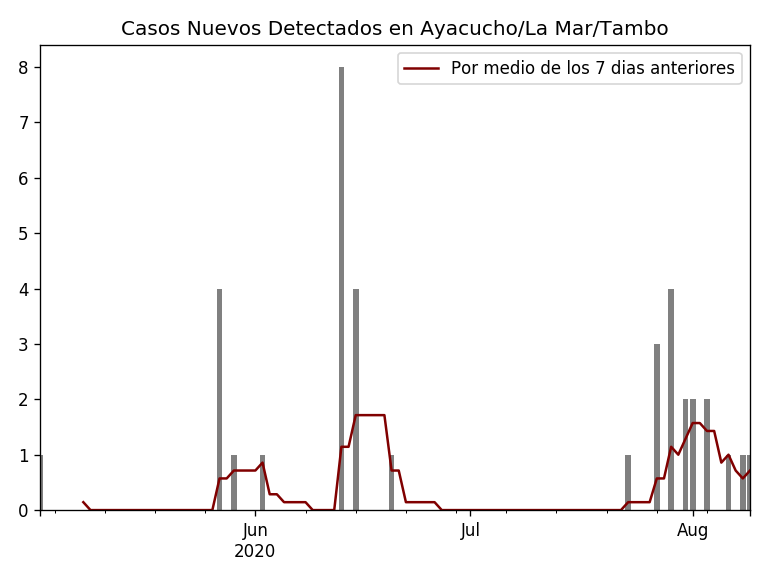 Casos Nuevos Detectados en Ayacucho/La Mar/Tambo
Por medio de los 7 dias anteriores
8
7
6
5
4
3
2
1
0
Jun
2020
Jul
Aug